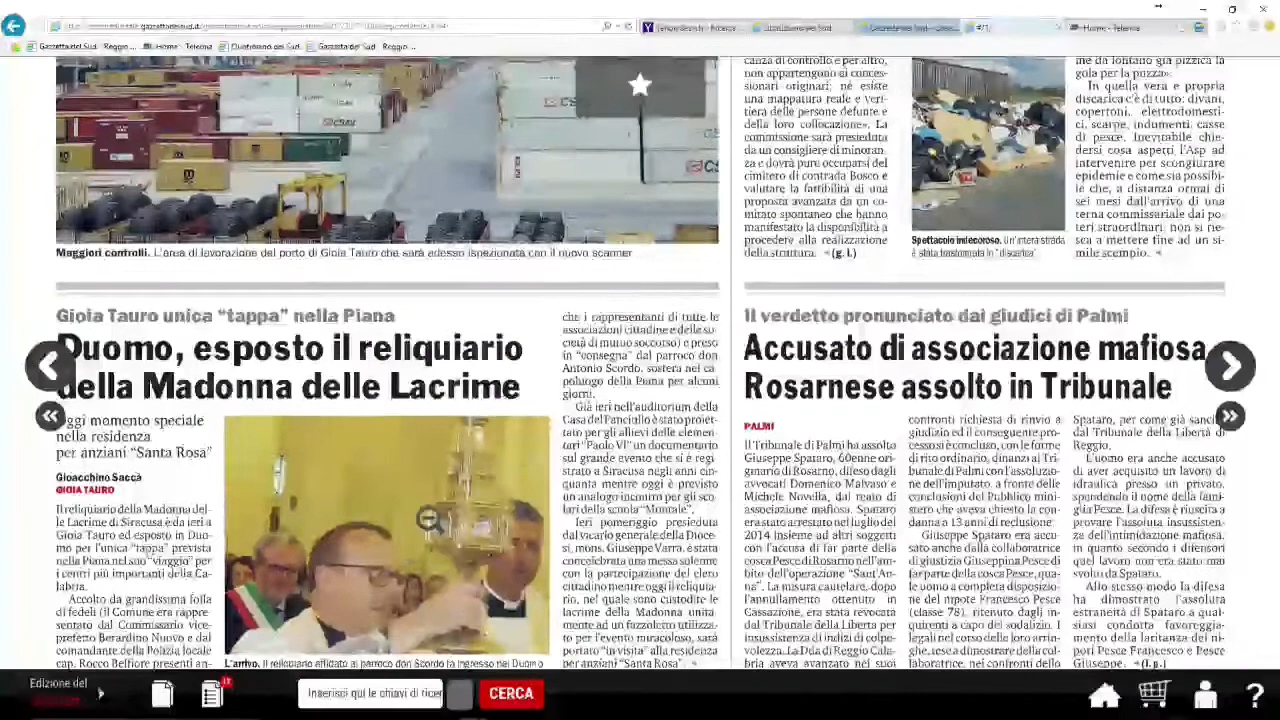 Gazzetta del Sud - Reggio ...
Home - Telema
Quotidiano del Sud
Gazzetta del Sud - Reggio ...
canza di controllo e per altro,
non appartengono ai conces-
sionari originari; né esiste
una mappatura reale e veri-
tiera delle persone defunte e
della loro collocazione». La
commissione sarà presieduta
da un consigliere di minoran-
za e dovrà pure occuparsi del
cimitero di contrada Bosco e
valutare la fattibilità di una
proposta avanzata da un co-
mitato spontaneo che hanno
manifestato la disponibilità a
procedere alla realizzazione
della struttura. (g. l.)
me da lontano già pizzica la
gola per la puzza».
In quella vera e propria
discarica c'è di tutto: divani,
copertoni, elettrodomesti-
ci, scarpe, indumenti, casse
di pesce. Inevitabile chie-
dersi cosa aspetti l'Asp ad
intervenire per scongiurare
epidemie e come sia possibi-
le che, a distanza ormai di
sei mesi dall'arrivo di una
terna commissariale dai po-
teri straordinari, non si rie-
sca a mettere fine ad un si-
mile scempio.
Maggiori controlli. L'area di lavorazione del porto di Gioia Tauro che sarà adesso ispezionata con il nuovo scanner
Spettacolo indecoroso. Un'intera strada
è stata trasformata in "discarica"
Gioia Tauro unica "tappa" nella Piana
Duomo, esposto il reliquiario
della Madonna delle Lacrime
Oggi momento speciale
nella residenza
per anziani "Santa Rosa"
Gioacchino Saccà
GIOIA TAURO
Il reliquiario della Madonna del-
le Lacrime di Siracusa è da ieri a
Gioia Tauro ed esposto in Duo-
mo per l'unica "tappa" prevista
nella Piana nel suo "viaggio" per
i centri più importanti della Ca-
labria.
Accolto da grandissima folla
di fedeli (il Comune era rappre-
sentato dal Commissario vice-
prefetto Berardino Nuovo e dal
comandante della Polizia locale
cap. Rocco Belfiore presenti an-
L'arrivo. Il reliquiario affidato al parroco don Scordo fa ingresso nel Duomo
che i rappresentanti di tutte le
associazioni cittadine e delle so-
cietà di mutuo soccorso) e preso
in "consegna" dal parroco don
Antonio Scordo, sosterà nel ca-
poluogo della Piana per alcuni
giorni.
Già ieri nell'auditorium della
Casa del Fanciullo è stato proiet-
tato per gli allievi delle elemen-
tari "Paolo VI" un documentario
sul grande evento che si è regi-
strato a Siracusa negli anni cin-
quanta mentre oggi è previsto
un analogo incontro per gli sco-
lari della scuola "Montale".
Ieri pomeriggio presieduta
dal vicario generale della Dioce-
si, mons. Giuseppe Varrà, è stata
concelebrata una messa solenne
con la partecipazione del clero
cittadino mentre oggi il reliquia-
rio, nel quale sono custodite le
lacrime della Madonna unita-
mente ad un fazzoletto utilizza-
to per l'evento miracoloso, sarà
portato "in visita" alla residenza
per anziani "Santa Rosa".
Il verdetto pronunciato dai giudici di Palmi
Accusato di associazione mafiosa
Rosarnese assolto in Tribunale
PALMI
Il Tribunale di Palmi ha assolto
Giuseppe Spataro, 60enne ori-
ginario di Rosarno, difeso dagli
avvocati Domenico Malvaso e
Michele Novella, dal reato di
associazione mafiosa. Spataro
era stato arrestato nel luglio del
2014 insieme ad altri soggetti
con l'accusa di far parte della
cosca Pesce di Rosarno nell'am-
bito dell'operazione "Sant'An-
na". La misura cautelare, dopo
l'annullamento ottenuto in
Cassazione, era stata revocata
dal Tribunale della Libertà per
insussistenza di indizi di colpe-
volezza. La Dda di Reggio Cala-
bria aveva avanzato nei suoi
confronti richiesta di rinvio a
giudizio ed il conseguente pro-
cesso si è concluso, con le forme
di rito ordinario, dinanzi al Tri-
bunale di Palmi con l'assoluzio-
ne dell'imputato, a fronte delle
conclusioni del Pubblico mini-
stero che aveva chiesto la con-
danna a 13 anni di reclusione.
Giuseppe Spataro era accu-
sato anche dalla collaboratrice
di giustizia Giuseppina Pesce di
far parte della cosca Pesce, qua-
le uomo a completa disposizio-
ne del nipote Francesco Pesce
(classe 78), ritenuto dagli in-
quirenti a capo del sodalizio. I
legali nel corso delle loro arrin-
ghe, tese a dimostrare della col-
laboratrice, nei confronti dello
Spataro, per come già sancito
dal Tribunale della Libertà di
Reggio.
L'uomo era anche accusato
di aver acquisito un lavoro di
idraulica presso un privato,
spendendo il nome della fami-
glia Pesce. La difesa è riuscita a
provare l'assoluta insussisten-
za dell'intimidazione mafiosa,
in quanto secondo i difensori
quel lavoro non era stato mai
svolto da Spataro.
Allo stesso modo la difesa
ha dimostrato l'assoluta
estraneità di Spataro a qual-
siasi condotta favoreggia-
mento della latitanza dei ni-
poti Pesce Francesco e Pesce
Giuseppe. (f. p.)
Edizione del
17
Inserisci qui le chiavi di ricer
CERCA
?